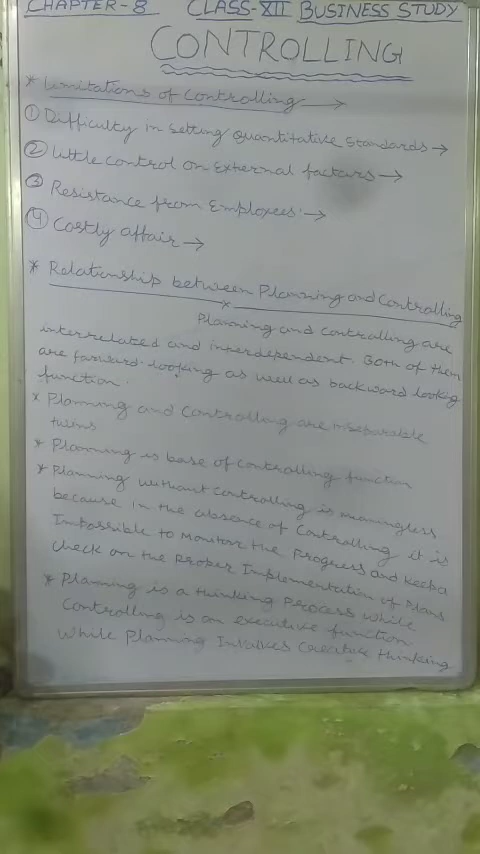 CHAPTER-8 CLASS-XII BUSINESS STUDY
CONTROLLING
* Limitations of Controlling →
① Difficulty in Setting Quantitative Standards →
② Little control on External factors →
③ Resistance from Employees →
④ Costly affair →
* Relationship between Planning and Controlling
Planning and Controlling are
interrelated and interdependent. Both of them
are forward-looking as well as backward looking
function.
* Planning and Controlling are inseparable
twins
* Planning is base of Controlling function
* Planning without Controlling is meaningless
because in the absence of Controlling it is
Impossible to Monitor the Progress and keep a
Check on the Proper Implementation of Plans
* Planning is a thinking Process while
Controlling is an executive function
While Planning Involves Creative thinking